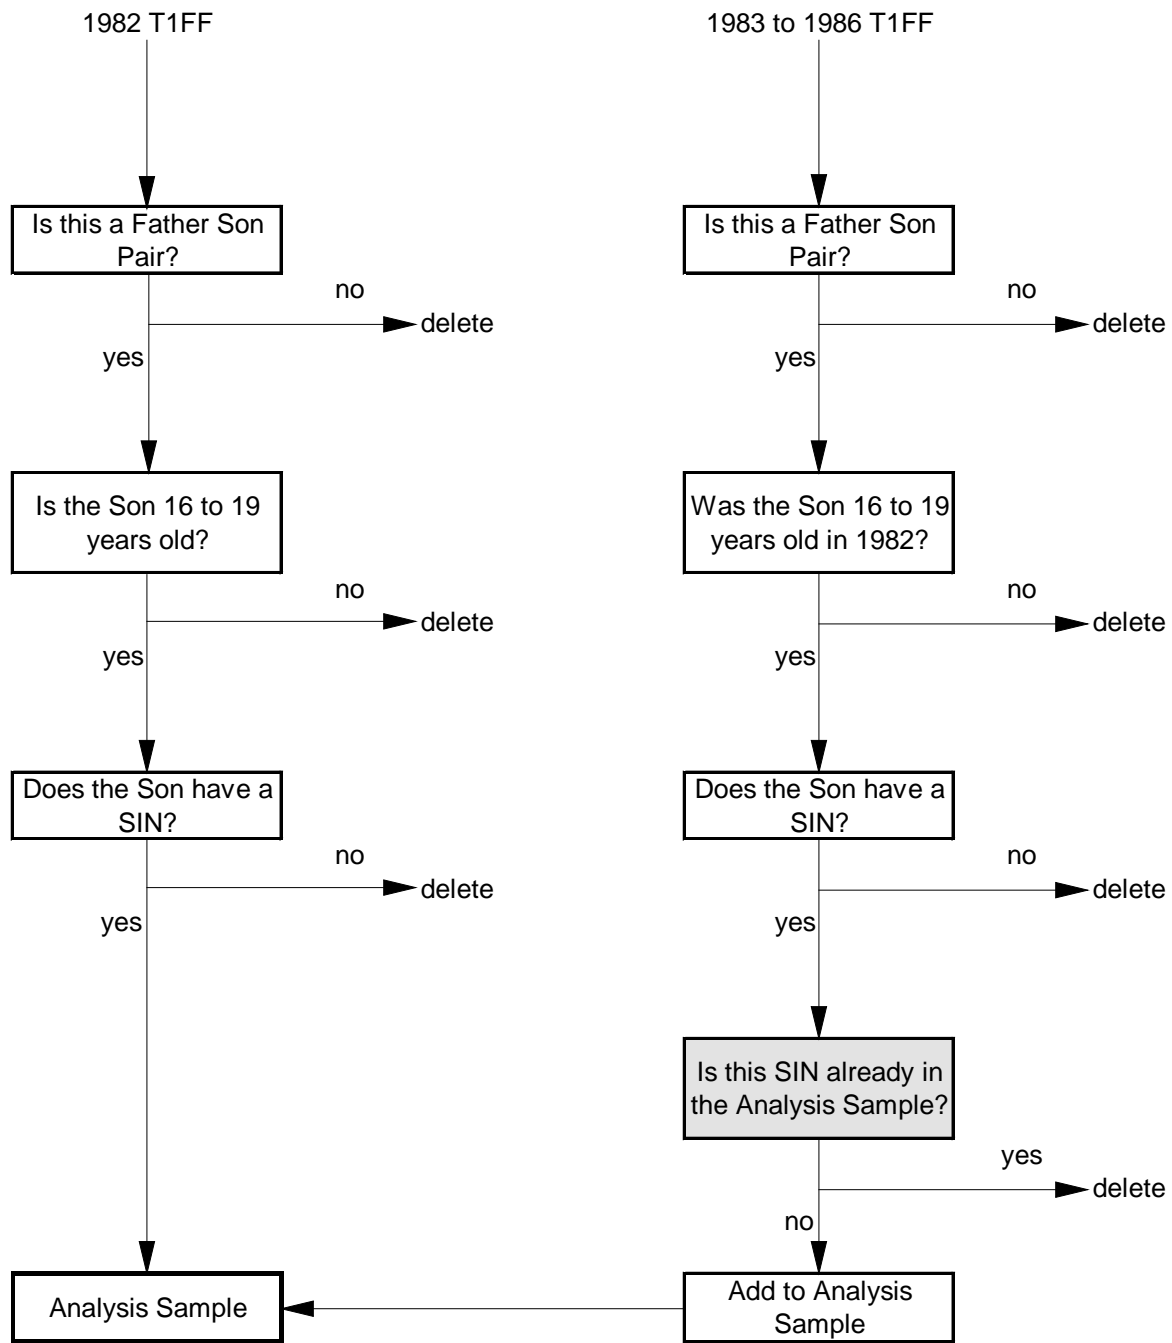 1982 T1FF
Is this a Father Son
Pair?
no
delete
yes
Is the Son 16 to 19
years old?
no
delete
yes
Does the Son have a
SIN?
no
delete
yes
Analysis Sample
1983 to 1986 T1FF
Is this a Father Son
Pair?
no
delete
yes
Was the Son 16 to 19
years old in 1982?
no
delete
yes
Does the Son have a
SIN?
no
delete
yes
Is this SIN already in
the Analysis Sample?
yes
delete
no
Add to Analysis
Sample